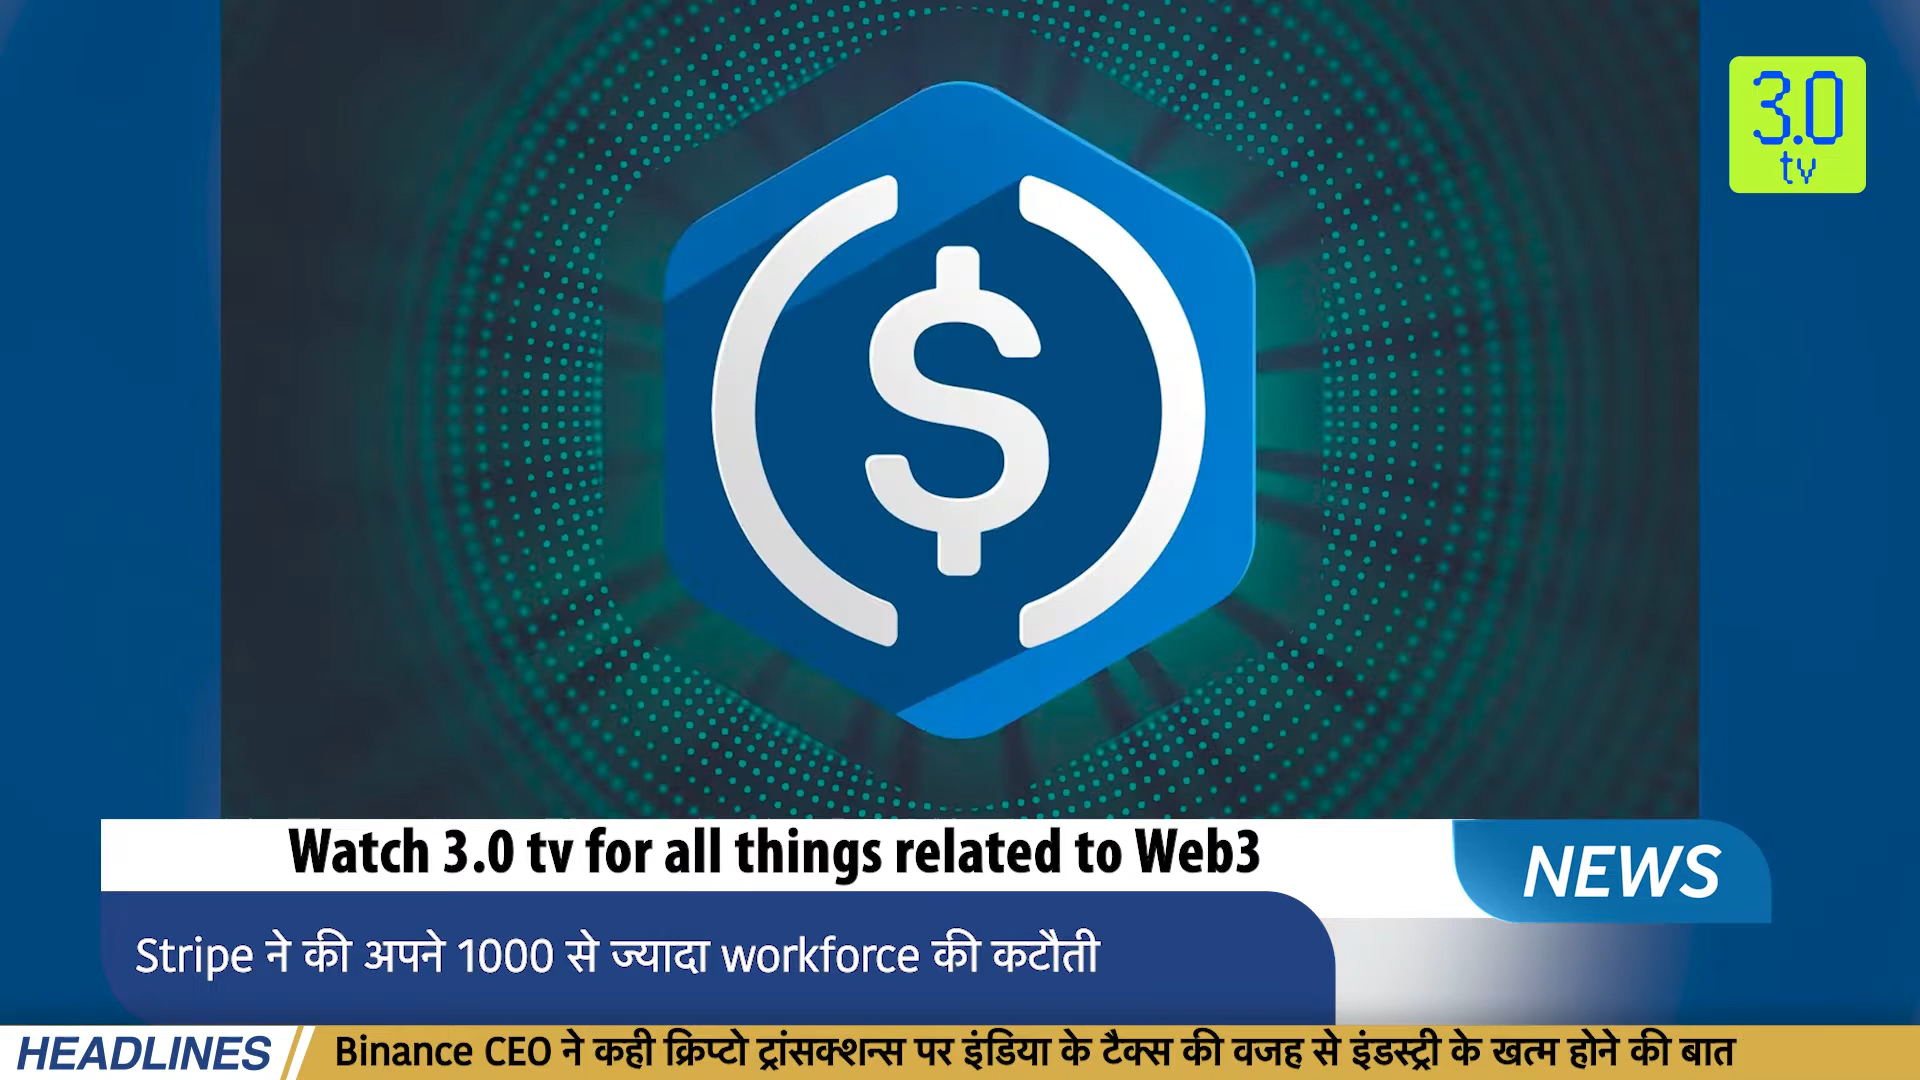 3.0
tv
Watch 3.0 tv for all things related to Web3
NEWS
Stripe ने की अपने 1000 से ज्यादा workforce की कटौती
HEADLINES
Binance CEO ने कही क्रिप्टो ट्रांसक्शन्स पर इंडिया के टैक्स की वजह से इंडस्ट्री के खत्म होने की बात